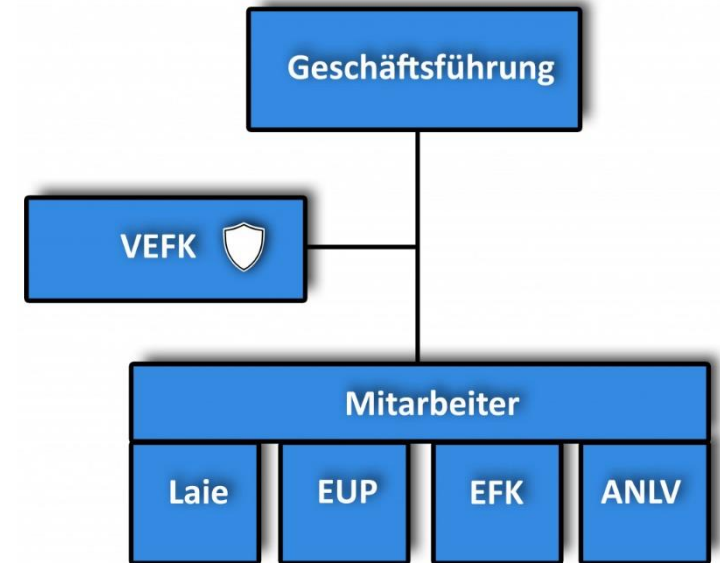 Geschäftsführung
VEFK
Mitarbeiter
Laie
EUP
EFK
ANLV